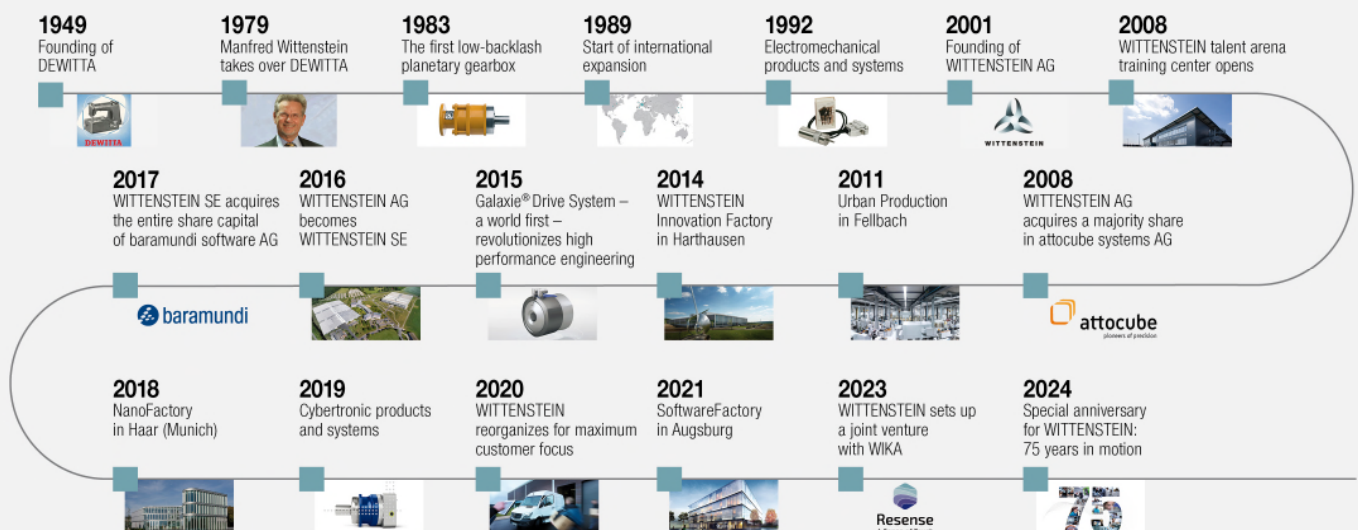 1949
Founding of
DEWITTA
DEWITTA
1979
Manfred Wittenstein
takes over DEWITTA
1983
The first low-backlash
planetary gearbox
1989
Start of international
expansion
1992
Electromechanical
products and systems
2001
Founding of
WITTENSTEIN AG
WITTENSTEIN
2008
WITTENSTEIN talent arena
training center opens
2008
WITTENSTEIN AG
acquires a majority share
in attocube systems AG
attocube
pioneers of precision
2011
Urban Production
in Fellbach
2014
WITTENSTEIN
Innovation Factory
in Harthausen
2015
Galaxie® Drive System –
a world first –
revolutionizes high
performance engineering
2016
WITTENSTEIN AG
becomes
WITTENSTEIN SE
2017
WITTENSTEIN SE acquires
the entire share capital
of baramundi software AG
baramundi
2018
NanoFactory
in Haar (Munich)
2019
Cybertronic products
and systems
2020
WITTENSTEIN
reorganizes for maximum
customer focus
2021
SoftwareFactory
in Augsburg
2023
WITTENSTEIN sets up
a joint venture
with WIKA
Resense
2024
Special anniversary
for WITTENSTEIN:
75 years in motion
75